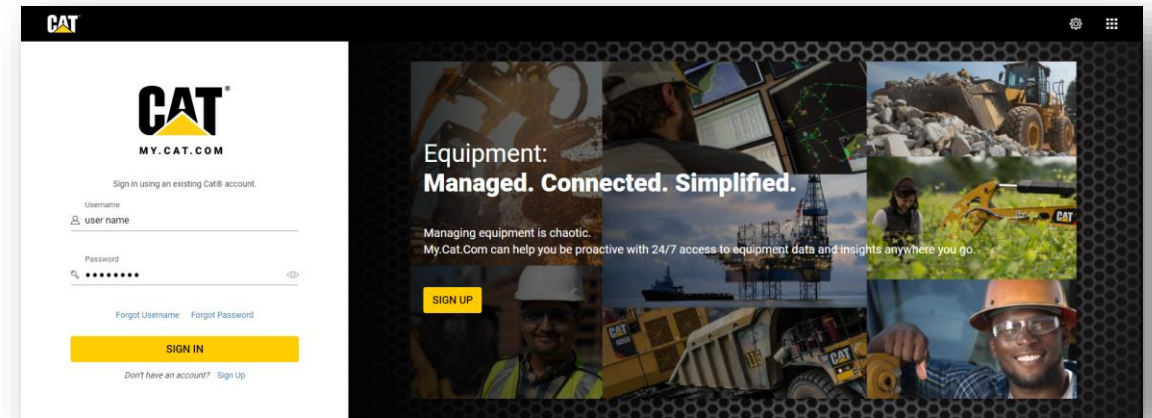 CAT
CAT®
MY.CAT.COM
Sign in using an existing Cat® account.
Username
user name
Password
Forgot Username Forgot Password
SIGN IN
Don't have an account? Sign Up
Equipment:
Managed. Connected. Simplified.
Managing equipment is chaotic.
My.Cat.Com can help you be proactive with 24/7 access to equipment data and insights anywhere you go.
SIGN UP
CAT
CAT
CAT